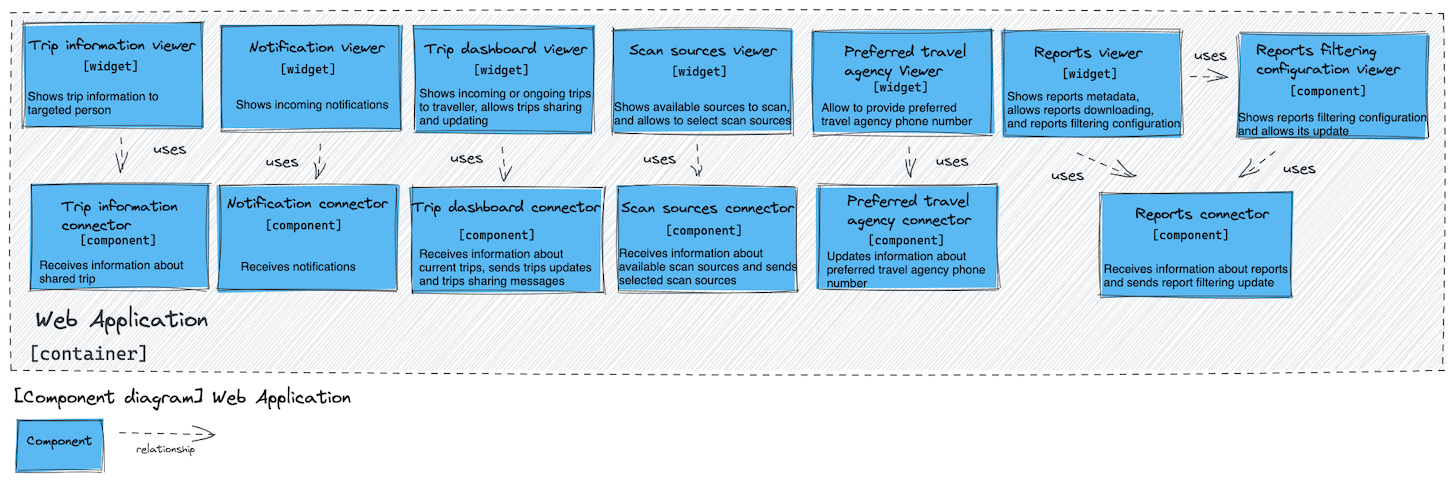 Trip information viewer
[widget]
Shows trip information to
targeted person
Notification viewer
[widget]
Shows incoming notifications
Trip dashboard viewer
[widget]
Shows incoming or ongoing trips
to traveller, allows trips sharing
and updating
Scan sources viewer
[widget]
Shows available sources to scan,
and allows to select scan sources
Preferred travel
agency Viewer
[widget]
Allow to provide preferred
travel agency phone number
Reports viewer
[widget]
Shows reports metadata,
allows reports downloading,
and reports filtering configuration
uses
Reports filtering
configuration viewer
[component]
Shows reports filtering configuration
and allows its update
uses
uses
uses
uses
uses
uses
uses
Trip information
connector
[component]
Receives information about
shared trip
Notification connector
[component]
Receives notifications
Trip dashboard connector
[component]
Receives information about
current trips, sends trips updates
and trips sharing messages
Scan sources connector
[component]
Receives information about
available scan sources and sends
selected scan sources
Preferred travel
agency connector
[component]
Updates information about
preferred travel agency phone
number
Reports connector
[component]
Receives information about reports
and sends report filtering update
Web Application
[container]
[Component diagram] Web Application
Component
relationship